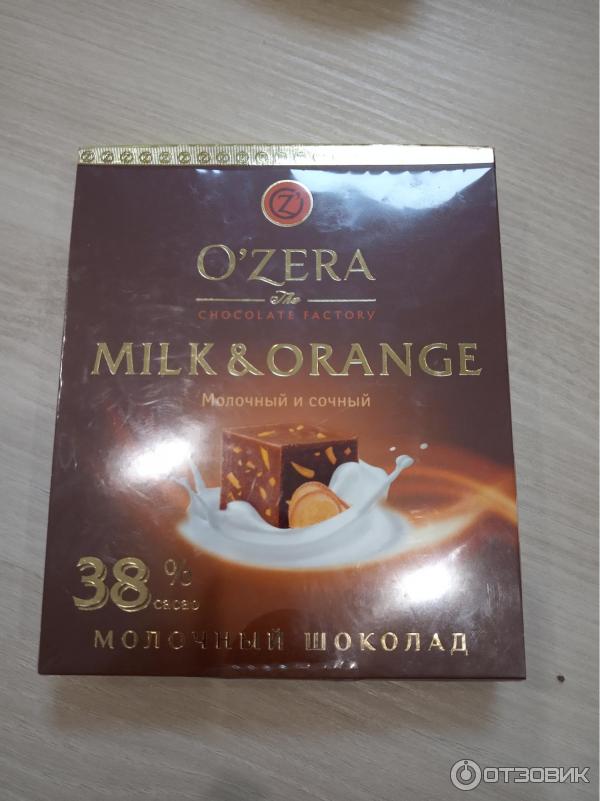 O'ZERA
The
CHOCOLATE FACTORY
MILK & ORANGE
Молочный и сочный
38 %
cacao
МОЛОЧНЫЙ ШОКОЛАД
ОТЗОВИК